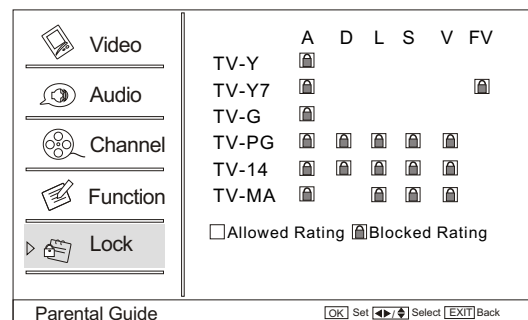 Video
Audio
Channel
Function
Lock
A D L S V FV
TV-Y
TV-Y7
TV-G
TV-PG
TV-14
TV-MA
Allowed Rating Blocked Rating
Parental Guide
OK Set ◀▶/▲▼ Select EXIT Back